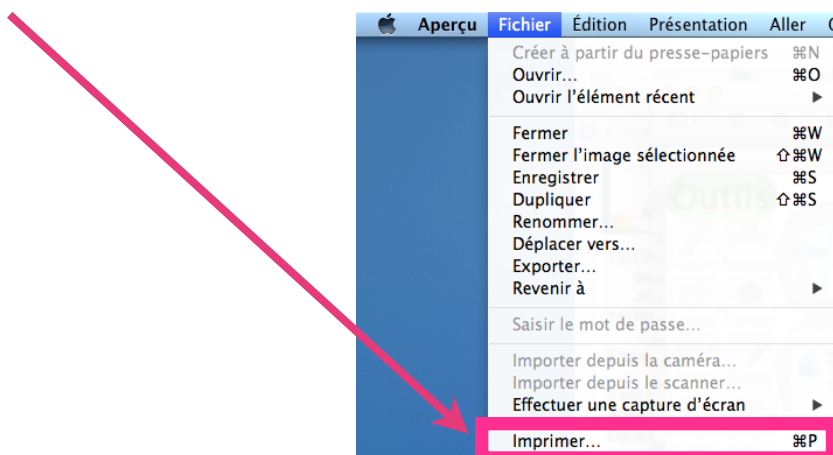 Aperçu Fichier Édition Présentation Aller
Créer à partir du presse-papiers ⌘N
Ouvrir... ⌘O
Ouvrir l'élément récent ▶
Fermer ⌘W
Fermer l'image sélectionnée ⇧⌘W
Enregistrer ⌘S
Dupliquer ⇧⌘S
Renommer...
Déplacer vers...
Exporter...
Revenir à ▶
Saisir le mot de passe...
Importer depuis la caméra...
Importer depuis le scanner...
Effectuer une capture d'écran ▶
Imprimer... ⌘P
Outils